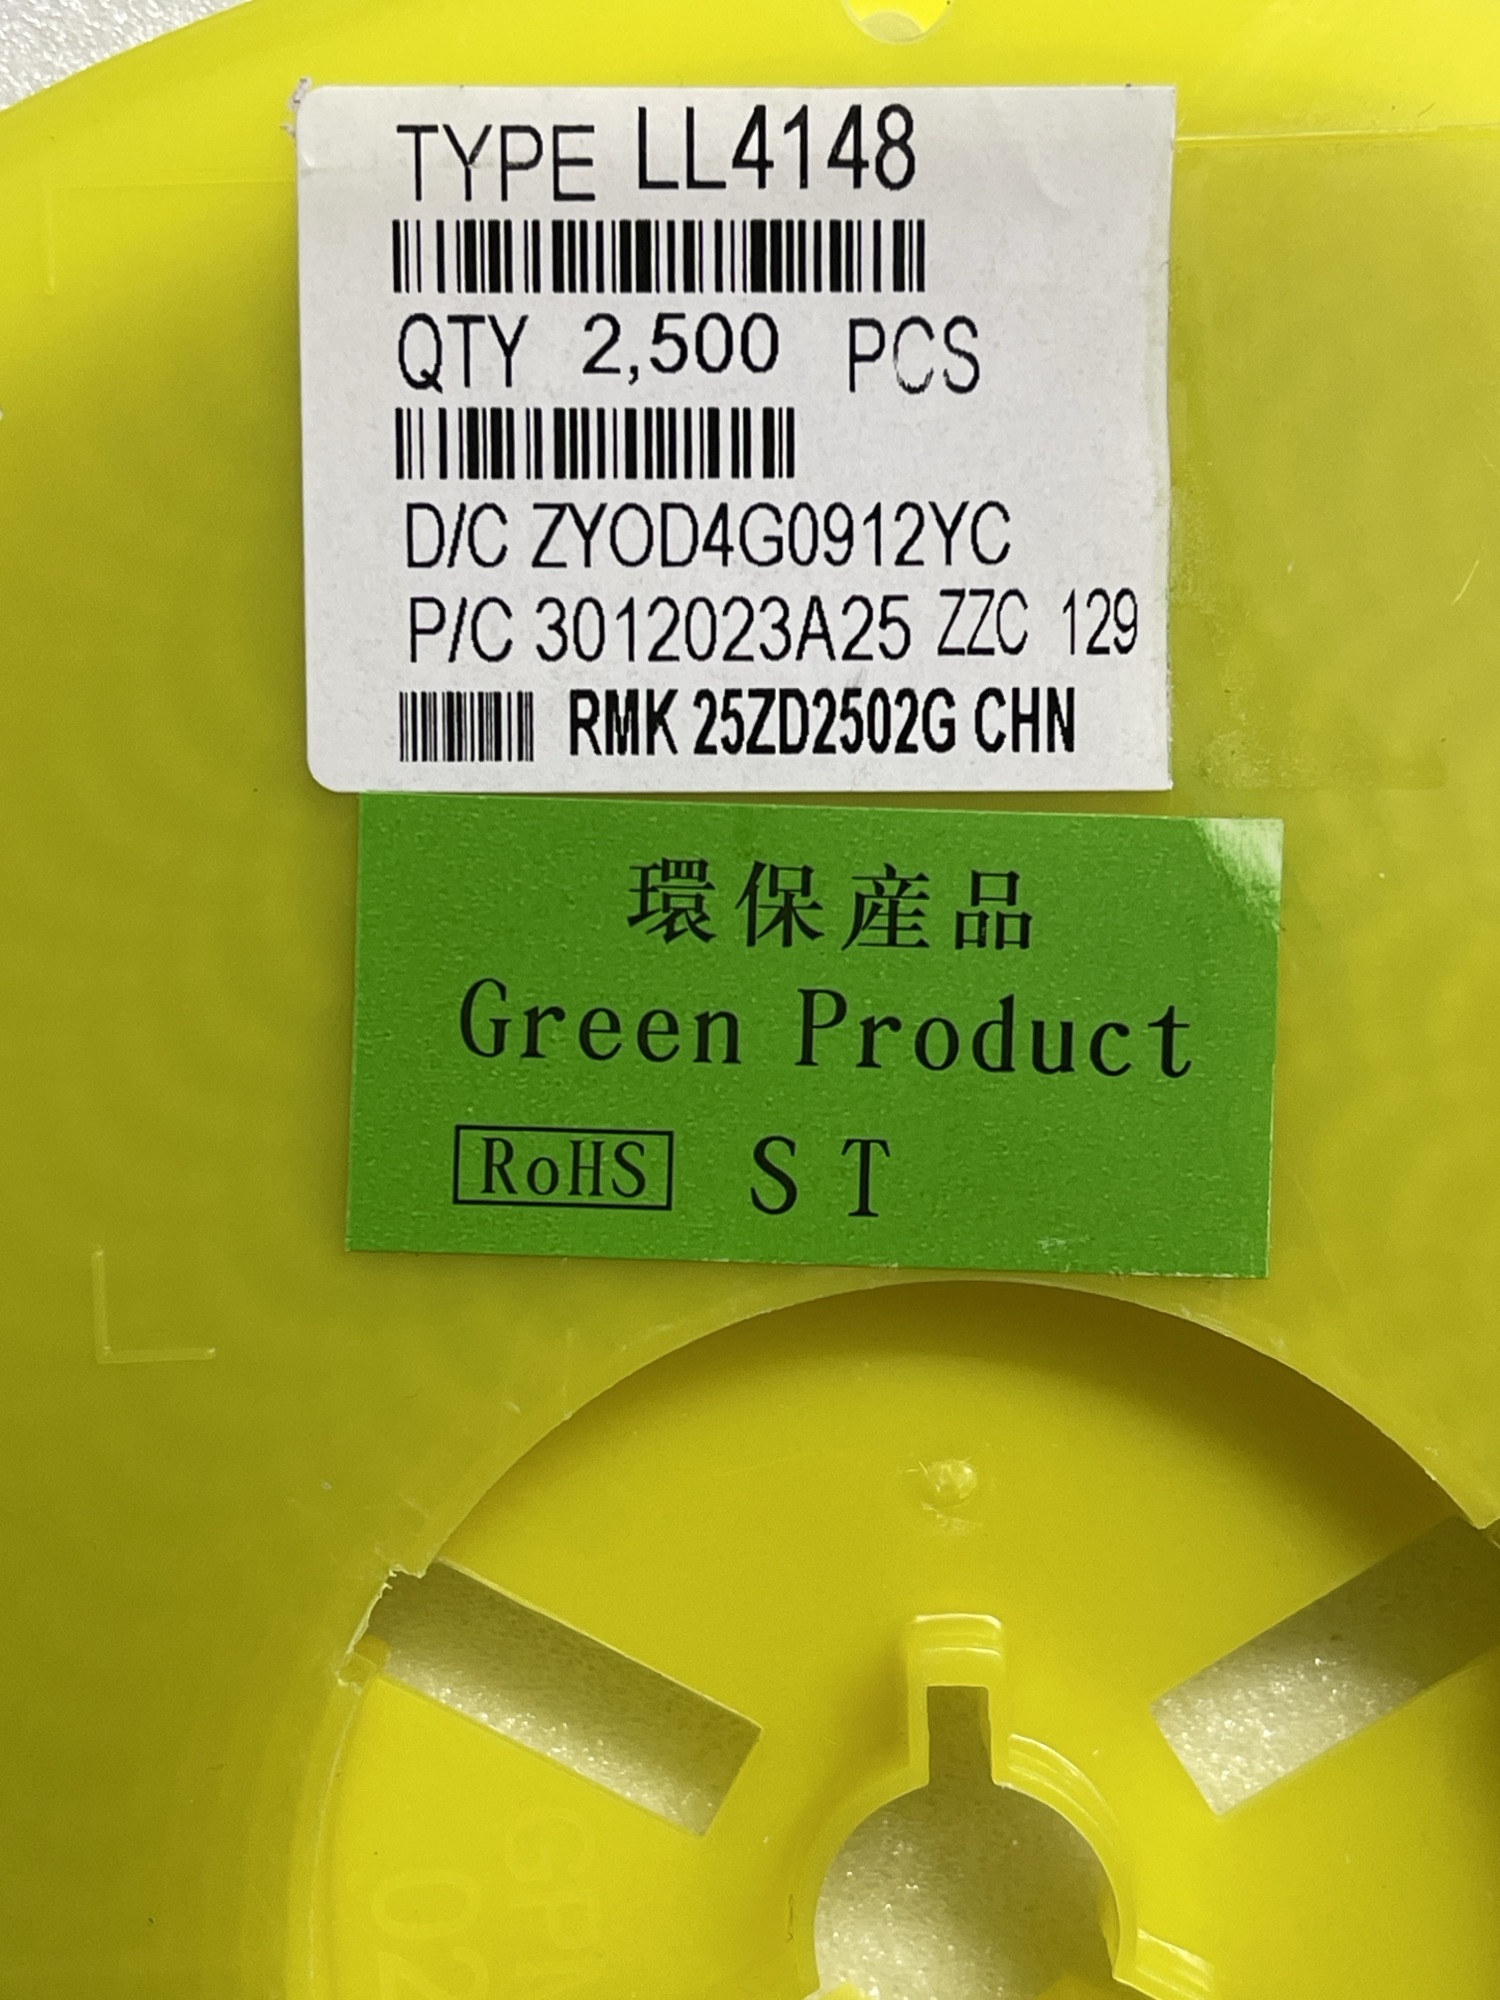 TYPE LL4148
QTY 2,500 PCS
D/C ZYOD4G0912YC
P/C 3012023A25 ZZC 129
RMK 25ZD2502G CHN
環保産品
Green Product
RoHS ST